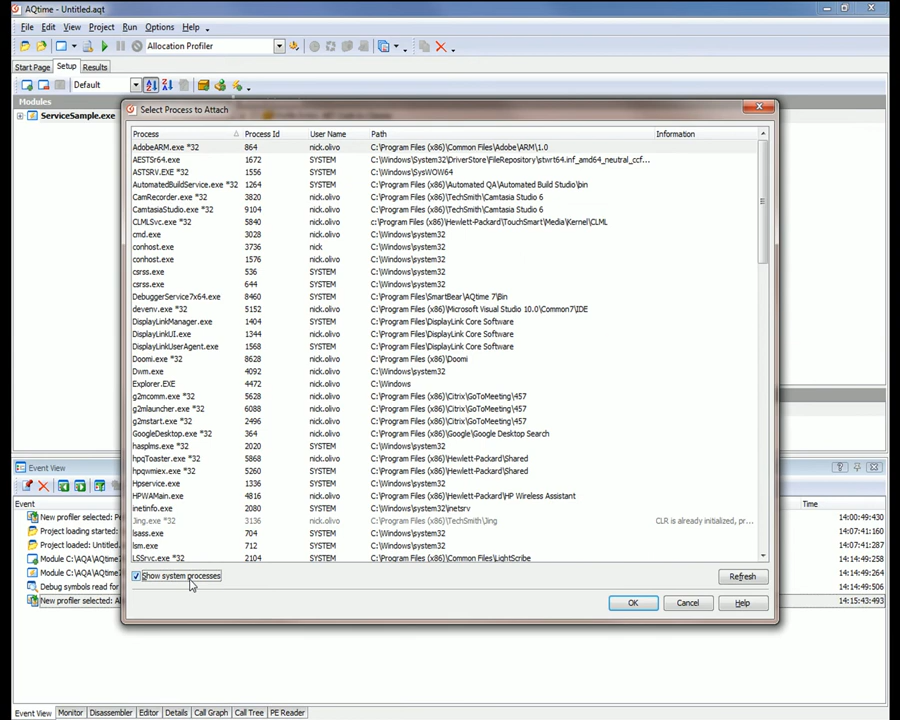 AQtime - Untitled.aqt
File Edit View Project Run Options Help
Allocation Profiler
Start Page Setup Results
Default
Modules
ServiceSample.exe
Select Process to Attach
Process Process Id User Name Path Information
AdobeARM.exe *32 864 nick.olivo C:\Program Files (x86)\Common Files\Adobe\ARM\1.0
AESTSr64.exe 1672 SYSTEM C:\Windows\System32\DriverStore\FileRepository\stwrt64.inf_amd64_neutral_ccf...
ASTSRV.EXE *32 1556 SYSTEM C:\Windows\SysWOW64
AutomatedBuildService.exe *32 1264 SYSTEM C:\Program Files (x86)\Automated QA\Automated Build Studio\bin
CamRecorder.exe *32 3820 nick.olivo C:\Program Files (x86)\TechSmith\Camtasia Studio 6
CamtasiaStudio.exe *32 9104 nick.olivo C:\Program Files (x86)\TechSmith\Camtasia Studio 6
CLMLSvc.exe *32 5840 nick.olivo c:\Program Files (x86)\Hewlett-Packard\TouchSmart\Media\Kernel\CLML
cmd.exe 3028 SYSTEM C:\Windows\system32
conhost.exe 3736 nick C:\Windows\system32
conhost.exe 1576 SYSTEM C:\Windows\system32
csrss.exe 536 SYSTEM C:\Windows\system32
csrss.exe 644 SYSTEM C:\Windows\system32
DebuggerService7x64.exe 8460 SYSTEM C:\Program Files\SmartBear\AQtime 7\Bin
devenv.exe *32 5152 nick.olivo C:\Program Files (x86)\Microsoft Visual Studio 10.0\Common7\IDE
DisplayLinkManager.exe 1404 SYSTEM C:\Program Files\DisplayLink Core Software
DisplayLinkUI.exe 1344 nick.olivo C:\Program Files\DisplayLink Core Software
DisplayLinkUserAgent.exe 1568 SYSTEM C:\Program Files\DisplayLink Core Software
Doomi.exe *32 8628 nick.olivo C:\Program Files (x86)\Doomi
Dwm.exe 4092 nick.olivo C:\Windows\system32
Explorer.EXE 4472 nick.olivo C:\Windows
g2mcomm.exe *32 5628 nick.olivo C:\Program Files (x86)\Citrix\GoToMeeting\457
g2mlauncher.exe *32 6088 nick.olivo C:\Program Files (x86)\Citrix\GoToMeeting\457
g2mstart.exe *32 2496 nick.olivo C:\Program Files (x86)\Citrix\GoToMeeting\457
GoogleDesktop.exe *32 364 nick.olivo C:\Program Files (x86)\Google\Google Desktop Search
hasplms.exe *32 2020 SYSTEM C:\Windows\system32
hpqToaster.exe *32 5868 nick.olivo C:\Program Files (x86)\Hewlett-Packard\Shared
hpqwmiex.exe *32 5260 SYSTEM C:\Program Files (x86)\Hewlett-Packard\Shared
Hpservice.exe 1336 SYSTEM C:\Windows\system32
HPWAMain.exe 4816 nick.olivo C:\Program Files\Hewlett-Packard\HP Wireless Assistant
inetinfo.exe 2080 SYSTEM C:\Windows\system32\inetsrv
Jing.exe *32 3136 nick.olivo C:\Program Files (x86)\TechSmith\Jing CLR is already initialized, pr...
lsass.exe 704 SYSTEM C:\Windows\system32
lsm.exe 712 SYSTEM C:\Windows\system32
LSSrvc.exe *32 2104 SYSTEM C:\Program Files (x86)\Common Files\LightScribe
Show system processes Refresh
OK Cancel Help
Event View
Event Time
New profiler selected: Pe 14:00:49:430
Project loading started: 14:07:41:160
Project loaded: Untitled. 14:07:41:257
Module C:\AQA\AQtime 14:14:49:258
Module C:\AQA\AQtime 14:14:49:264
Debug symbols read for 14:14:49:506
New profiler selected: All 14:15:43:493
Event View Monitor Disassembler Editor Details Call Graph Call Tree PE Reader